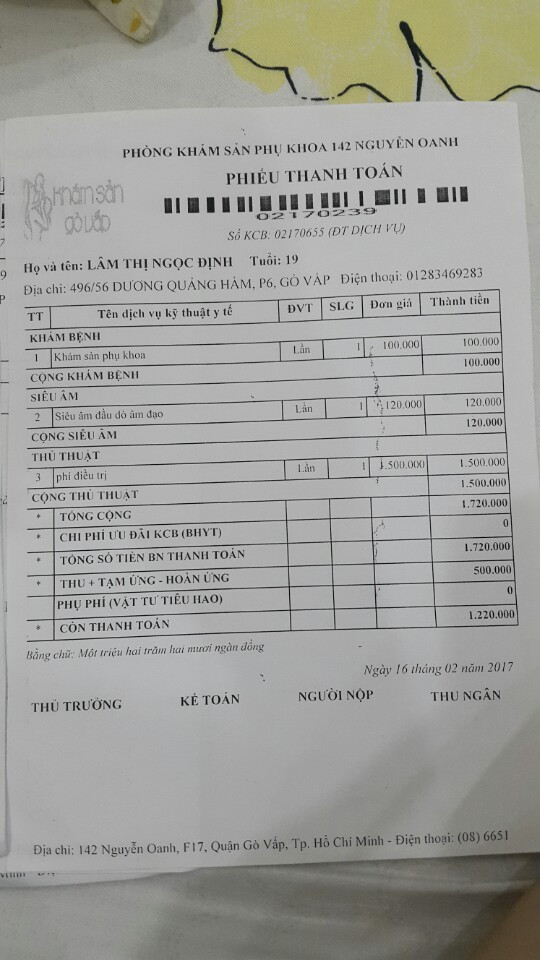 PHÒNG KHÁM SẢN PHỤ KHOA 142 NGUYỄN OANH
PHIẾU THANH TOÁN
khám sản
gò vấp
02170239
Số KCB: 02170655 (ĐT DỊCH VỤ)
Họ và tên: LÂM THỊ NGỌC ĐỊNH Tuổi: 19
Địa chỉ: 496/56 DƯƠNG QUẢNG HÀM, P6, GÒ VẤP Điện thoại: 01283469283
TT Tên dịch vụ kỹ thuật y tế ĐVT SLG Đơn giá Thành tiền
KHÁM BỆNH
1 Khám sản phụ khoa Lần 1 100.000 100.000
CỘNG KHÁM BỆNH 100.000
SIÊU ÂM
2 Siêu âm đầu dò âm đạo Lần 1 120.000 120.000
CỘNG SIÊU ÂM 120.000
THỦ THUẬT
3 phí điều trị Lần 1 1.500.000 1.500.000
CỘNG THỦ THUẬT 1.500.000
* TỔNG CỘNG 1.720.000
* CHI PHÍ ƯU ĐÃI KCB (BHYT) 0
* TỔNG SỐ TIỀN BN THANH TOÁN 1.720.000
* THU + TẠM ỨNG - HOÀN ỨNG 500.000
PHỤ PHÍ (VẬT TƯ TIÊU HAO) 0
* CÒN THANH TOÁN 1.220.000
Bằng chữ: Một triệu hai trăm hai mươi ngàn đồng
Ngày 16 tháng 02 năm 2017
THỦ TRƯỞNG KẾ TOÁN NGƯỜI NỘP THU NGÂN
Địa chỉ: 142 Nguyễn Oanh, F17, Quận Gò Vấp, Tp. Hồ Chí Minh - Điện thoại: (08) 6651